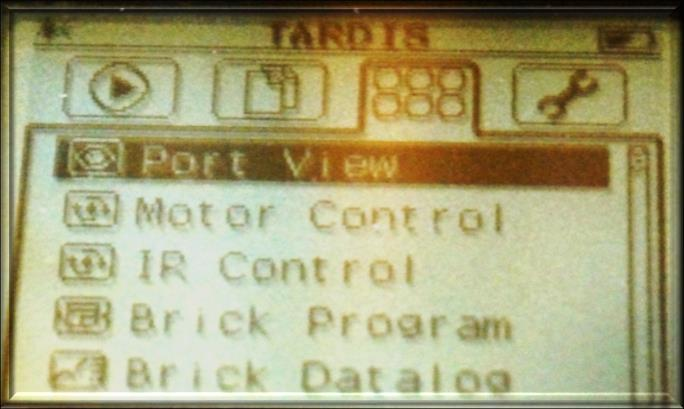 TARDIS
Port View
Motor Control
IR Control
Brick Program
Brick Datalog